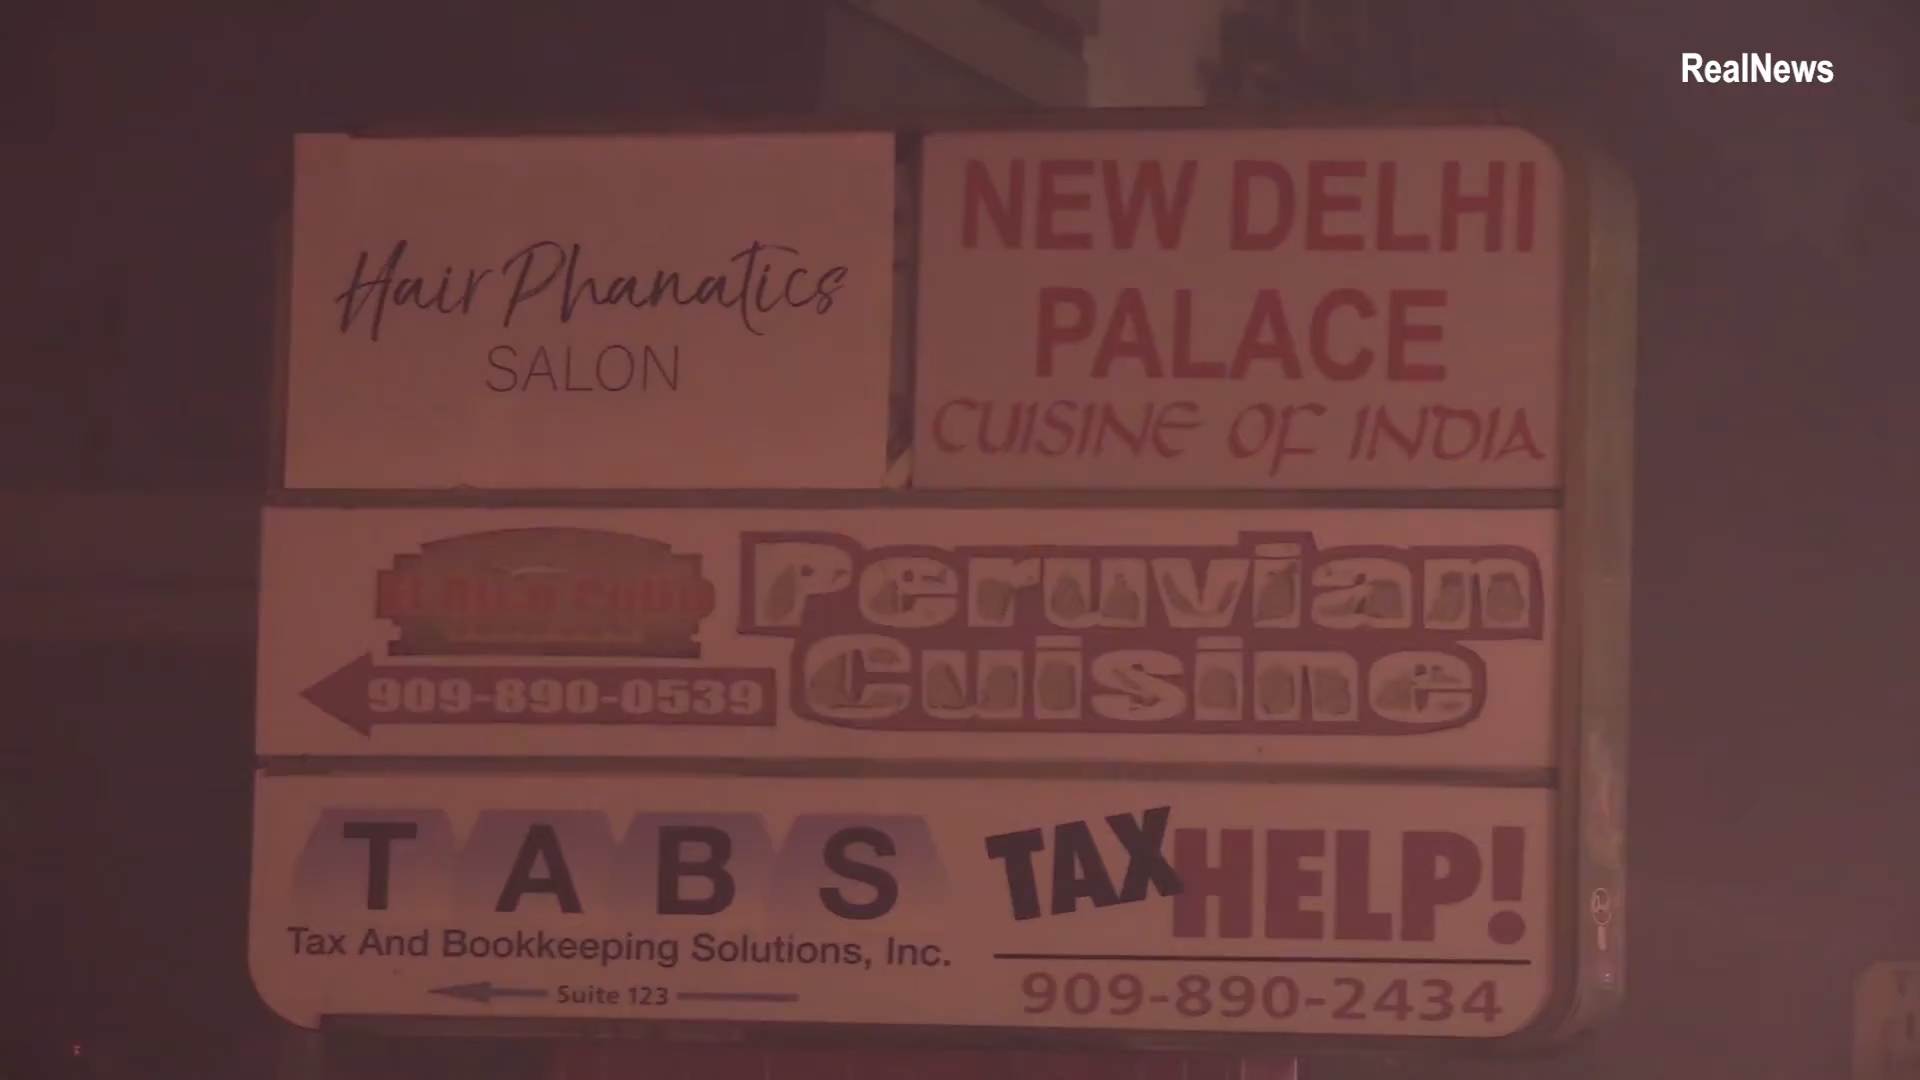 RealNews
Hair Phanatics
SALON
NEW DELHI
PALACE
CUISINE OF INDIA
El
Peruvian
Cuisine
909-890-0539
T A B S
Tax And Bookkeeping Solutions, Inc.
Suite 123
TAX HELP!
909-890-2434